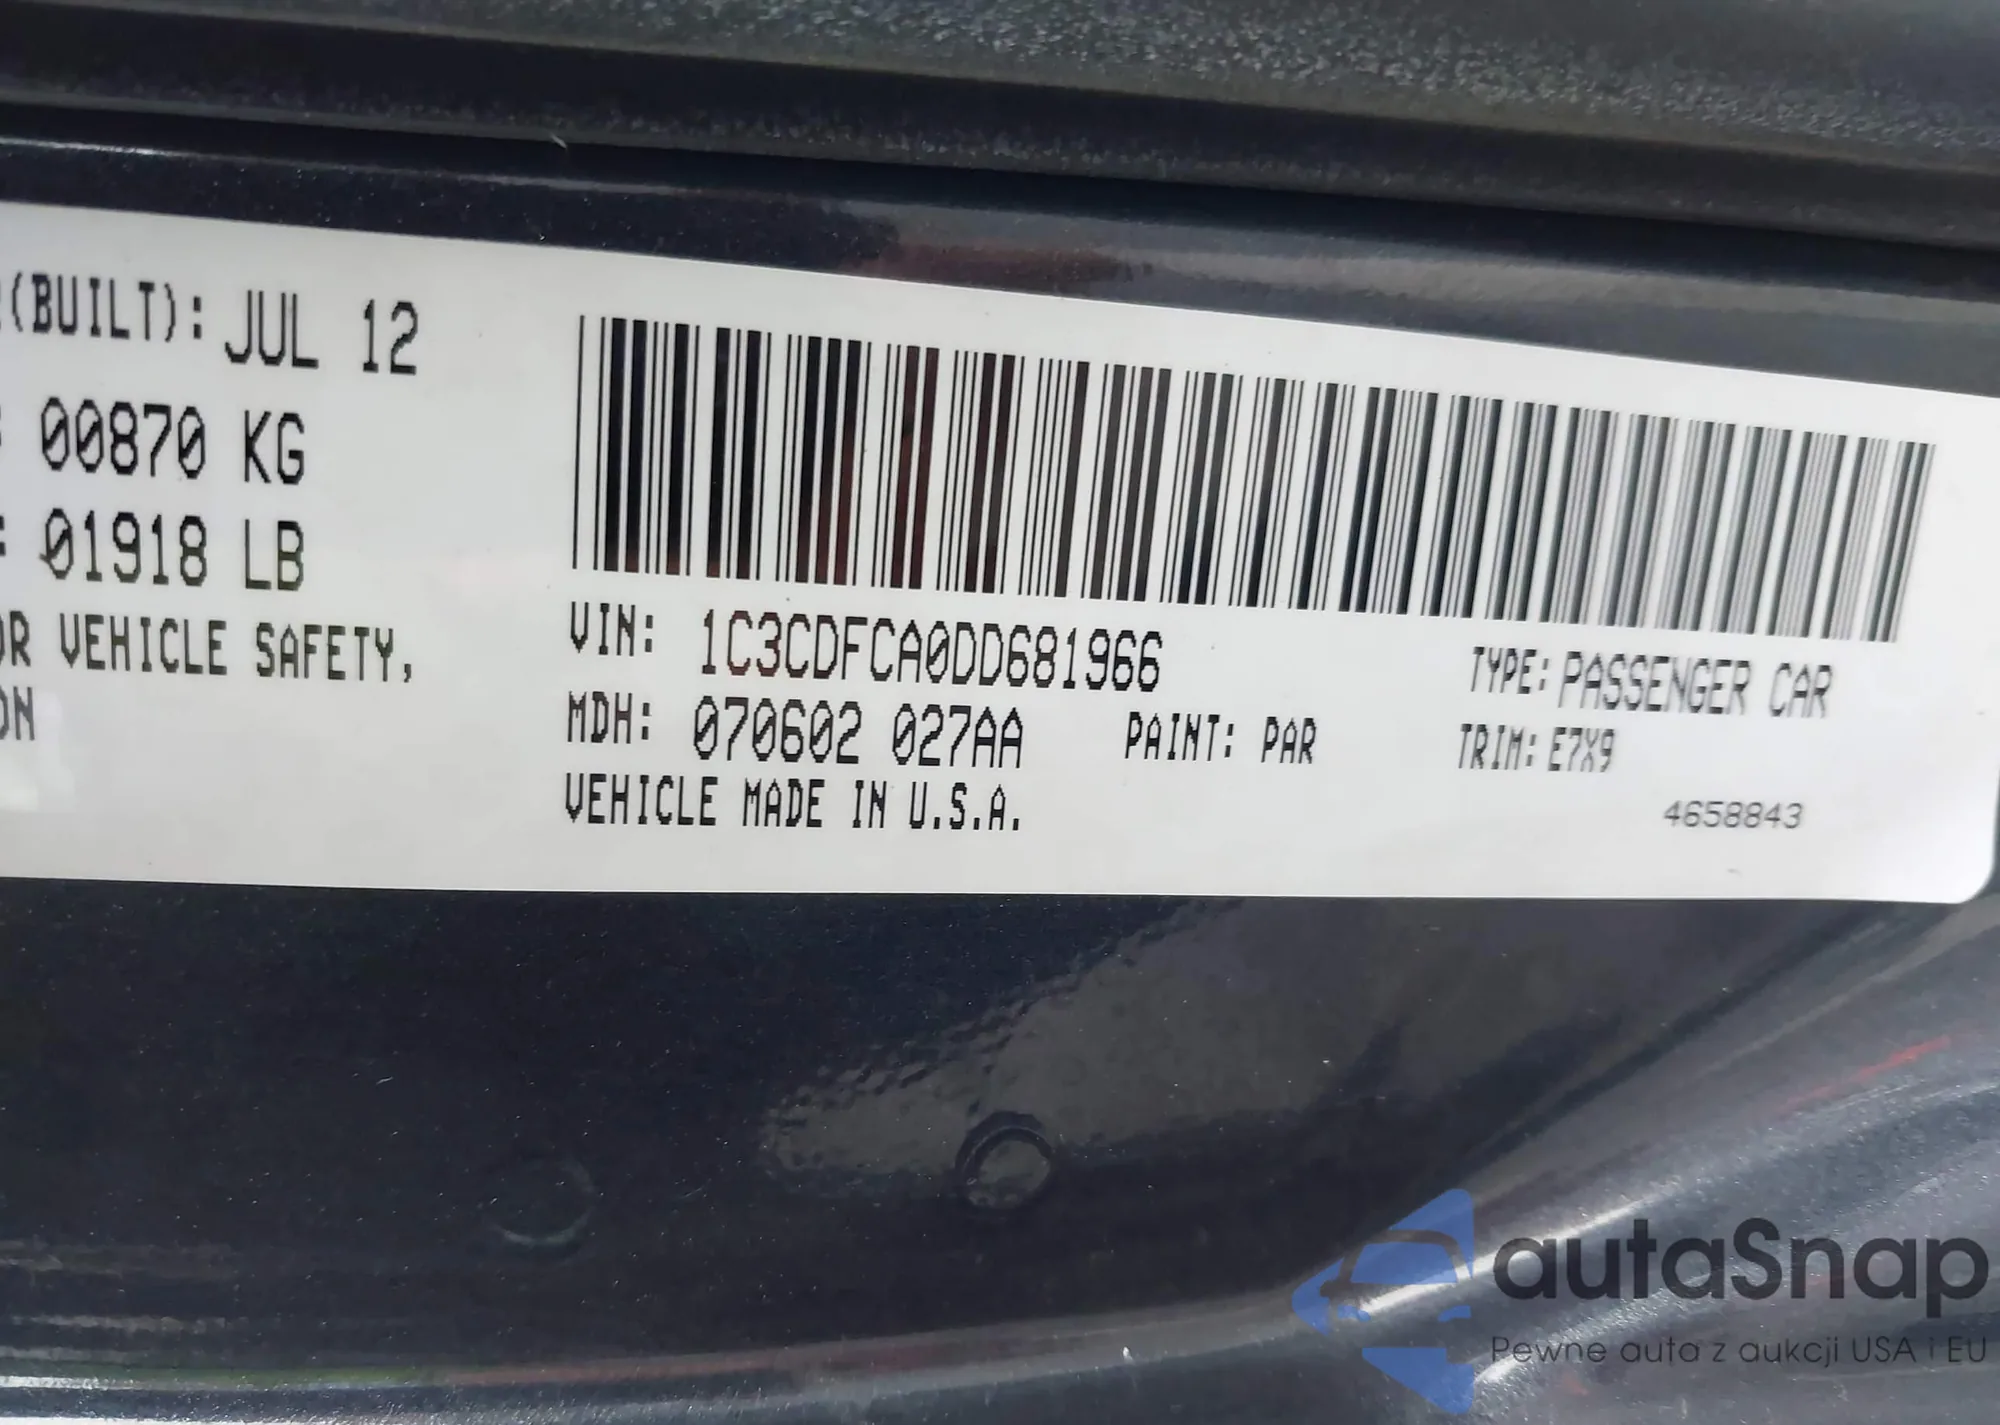 (BUILT): JUL 12
00870 KG
: 01918 LB
OR VEHICLE SAFETY,
ON
VIN: 1C3CDFCA0DD681966
TYPE: PASSENGER CAR
MDH: 070602 027AA
PAINT: PAR
TRIM: E7X9
VEHICLE MADE IN U.S.A.
4658843
autaSnap
Pewne auta z aukcji USA i EU